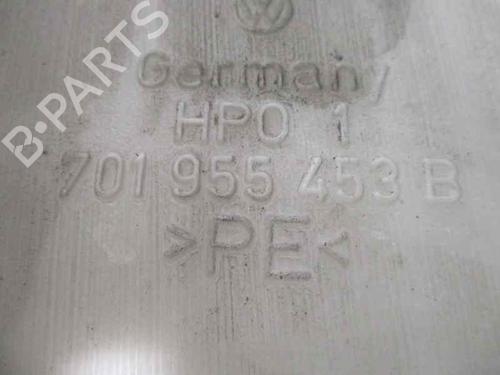 B-PARTS
Germany
HPO 1
701 955 453 B
>PE<